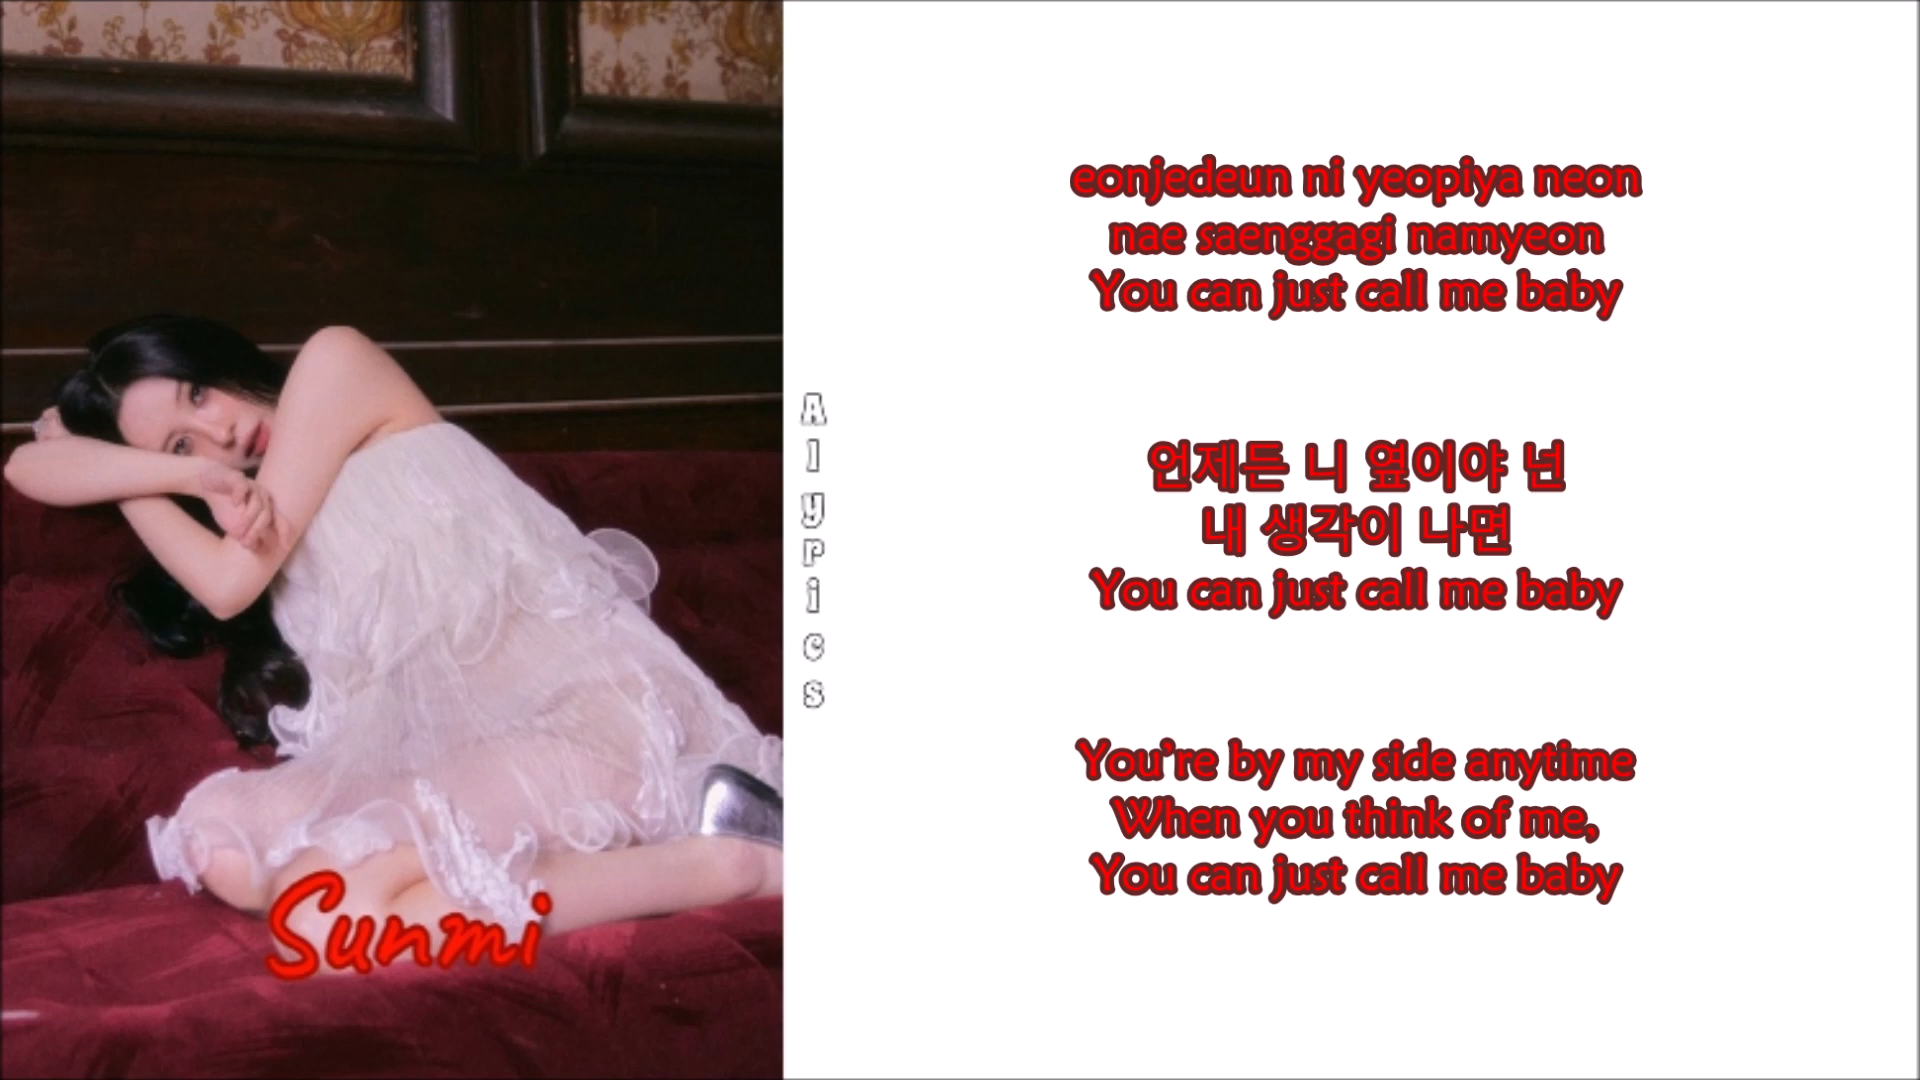 eonjedeun ni yeopiya neon
nae saenggagi namyeon
You can just call me baby
언제든 니 옆이야 넌
내 생각이 나면
You can just call me baby
You're by my side anytime
When you think of me,
You can just call me baby
Alyrics
Sunmi